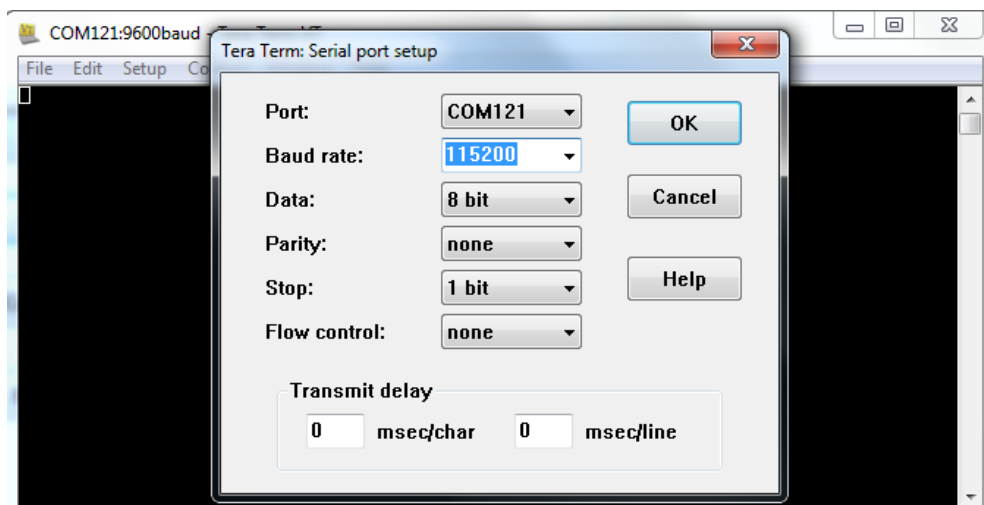 COM121:9600baud -
Tera Term: Serial port setup
File Edit Setup Co
Port: COM121
OK
Baud rate: 115200
Data: 8 bit
Cancel
Parity: none
Stop: 1 bit
Help
Flow control: none
Transmit delay
0 msec/char 0 msec/line